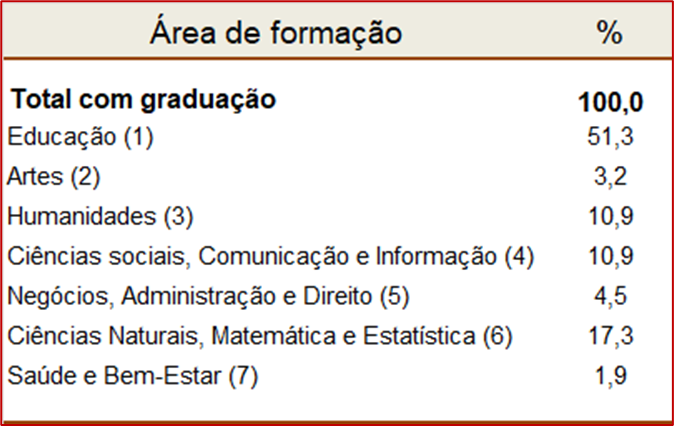 Área de formação %
Total com graduação 100,0
Educação (1) 51,3
Artes (2) 3,2
Humanidades (3) 10,9
Ciências sociais, Comunicação e Informação (4) 10,9
Negócios, Administração e Direito (5) 4,5
Ciências Naturais, Matemática e Estatística (6) 17,3
Saúde e Bem-Estar (7) 1,9